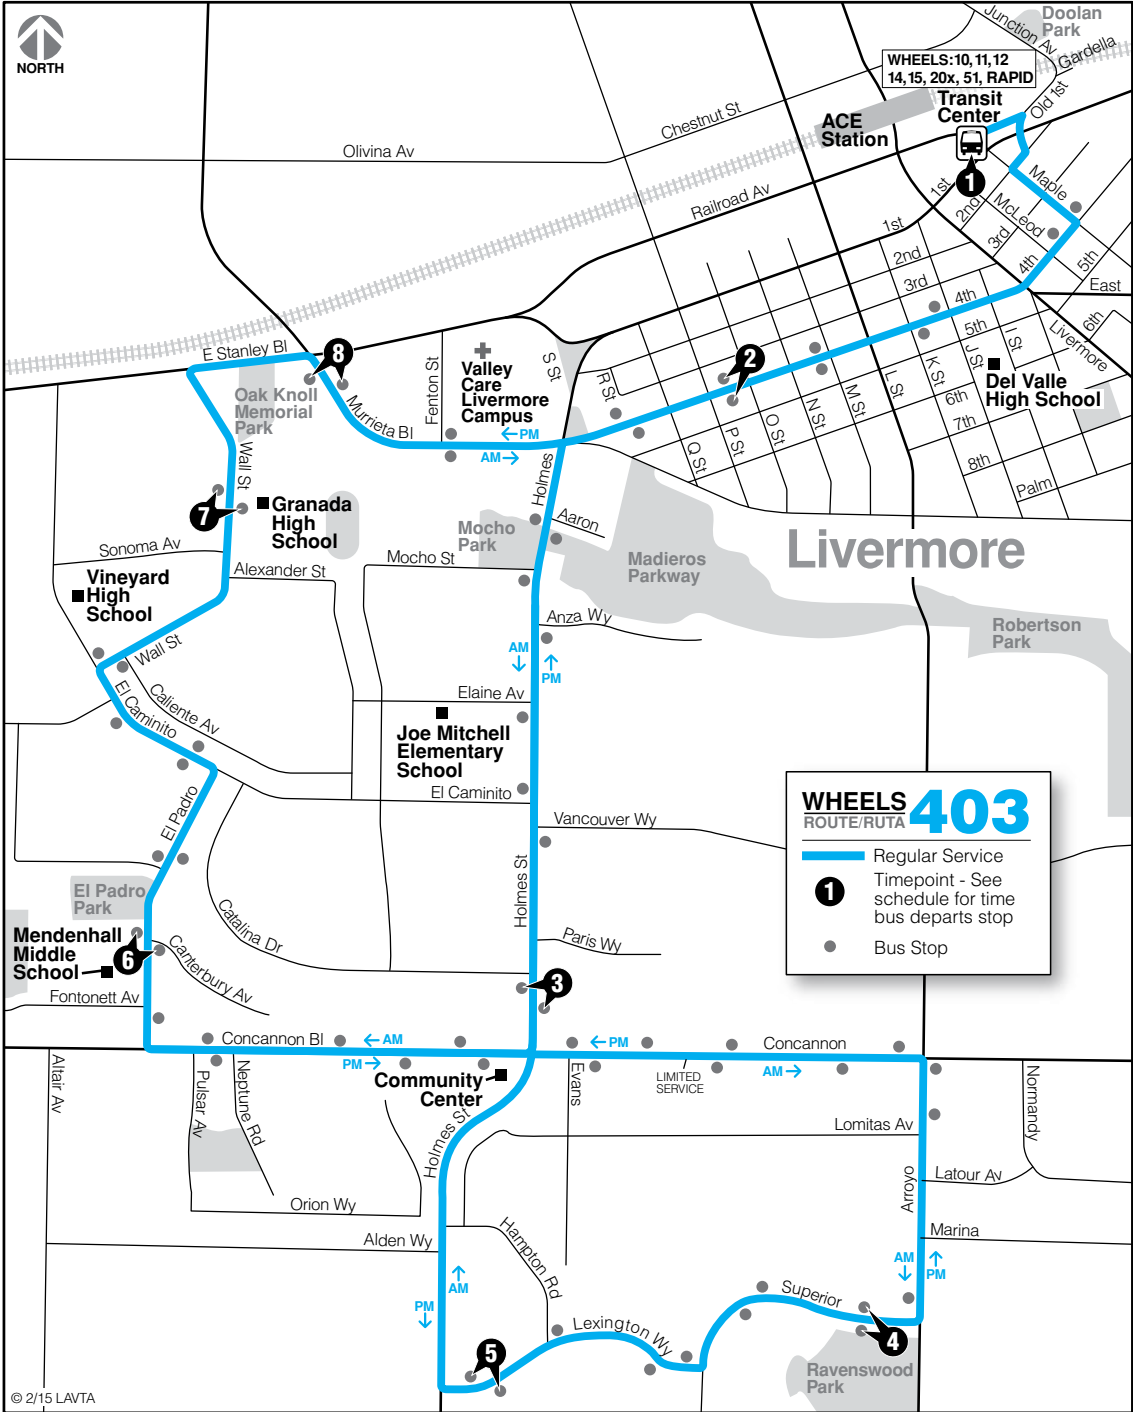 NORTH
Junction Av
Doolan
Park
Gardella
WHEELS:10, 11, 12
14, 15, 20x, 51, RAPID
Transit
Center
Old 1st
ACE
Station
Chestnut St
Olivina Av
Railroad Av
1
Maple
McLeod
1st
2nd
3rd
4th
5th
East
6th
Livermore
1st
2nd
3rd
4th
5th
6th
7th
8th
Palm
I St
J St
K St
L St
M St
N St
O St
P St
Q St
R St
S St
Del Valle
High School
2
E Stanley Bl
8
Oak Knoll
Memorial
Park
Murrieta Bl
Fenton St
Valley
Care
Livermore
Campus
←PM
AM→
Wall St
7
Granada
High
School
Holmes
Aaron
Mocho
Park
Mocho St
Madieros
Parkway
Livermore
Robertson
Park
Sonoma Av
Alexander St
Vineyard
High
School
Wall St
Anza Wy
AM
↓
↑
PM
El Caminito
Caliente Av
Elaine Av
Joe Mitchell
Elementary
School
El Caminito
Vancouver Wy
El Padro
Holmes St
WHEELS
ROUTE/RUTA
403
Regular Service
1
Timepoint - See
schedule for time
bus departs stop
Bus Stop
El Padro
Park
Catalina Dr
Mendenhall
Middle
School
6
Canterbury Av
Paris Wy
3
Fontonett Av
Concannon Bl
←AM
PM→
←PM
Concannon
AM→
LIMITED
SERVICE
Community
Center
Altair Av
Pulsar Av
Neptune Rd
Evans
Normandy
Holmes St
Lomitas Av
Arroyo
Latour Av
Orion Wy
Alden Wy
Hampton Rd
Marina
↑
AM
PM
↓
AM
↓
↑
PM
Superior
Lexington Wy
4
5
Ravenswood
Park
© 2/15 LAVTA